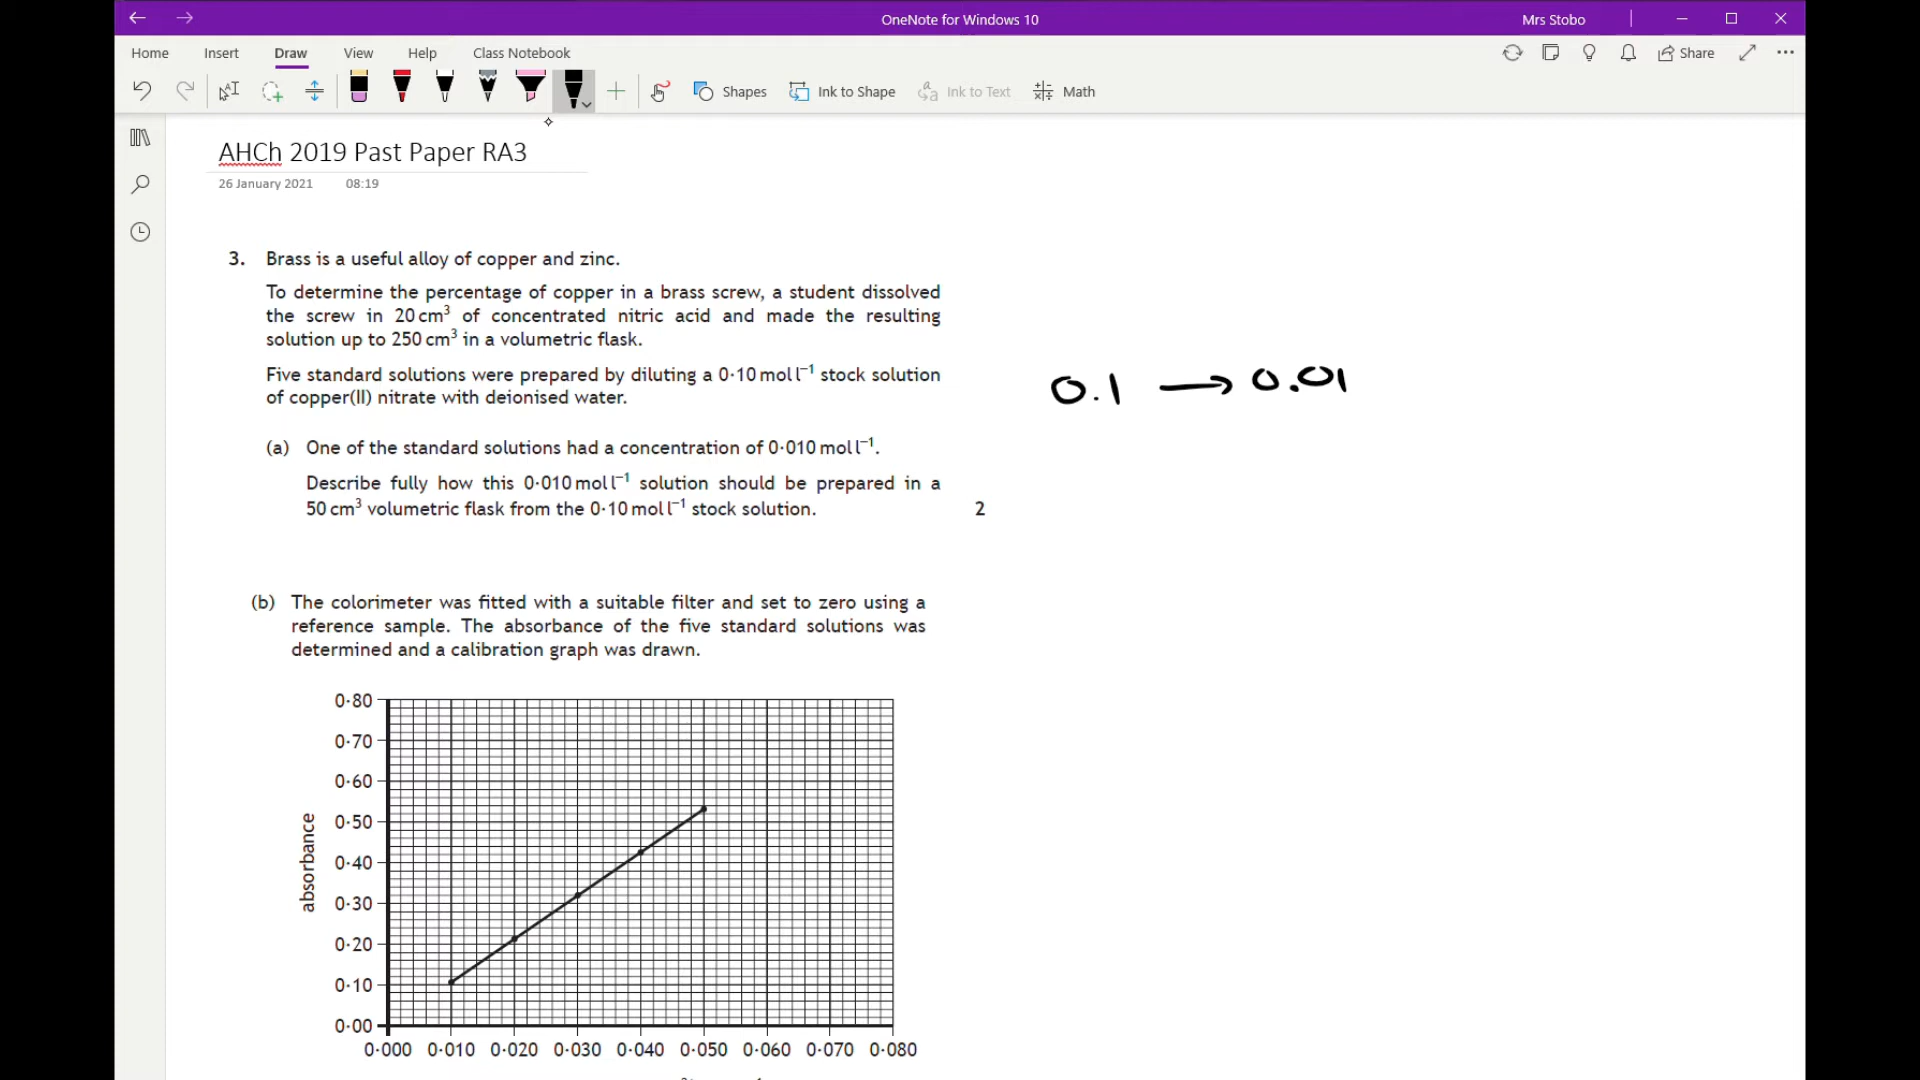 OneNote for Windows 10
Mrs Stobo
Home Insert Draw View Help Class Notebook
Share
Shapes Ink to Shape Ink to Text Math
AHCh 2019 Past Paper RA3
26 January 2021 08:19
3. Brass is a useful alloy of copper and zinc.
To determine the percentage of copper in a brass screw, a student dissolved
the screw in 20 cm³ of concentrated nitric acid and made the resulting
solution up to 250 cm³ in a volumetric flask.
Five standard solutions were prepared by diluting a 0·10 mol l⁻¹ stock solution
of copper(II) nitrate with deionised water.
0.1 → 0.01
(a) One of the standard solutions had a concentration of 0·010 mol l⁻¹.
Describe fully how this 0·010 mol l⁻¹ solution should be prepared in a
50 cm³ volumetric flask from the 0·10 mol l⁻¹ stock solution. 2
(b) The colorimeter was fitted with a suitable filter and set to zero using a
reference sample. The absorbance of the five standard solutions was
determined and a calibration graph was drawn.
absorbance
0·80
0·70
0·60
0·50
0·40
0·30
0·20
0·10
0·00
0·000 0·010 0·020 0·030 0·040 0·050 0·060 0·070 0·080